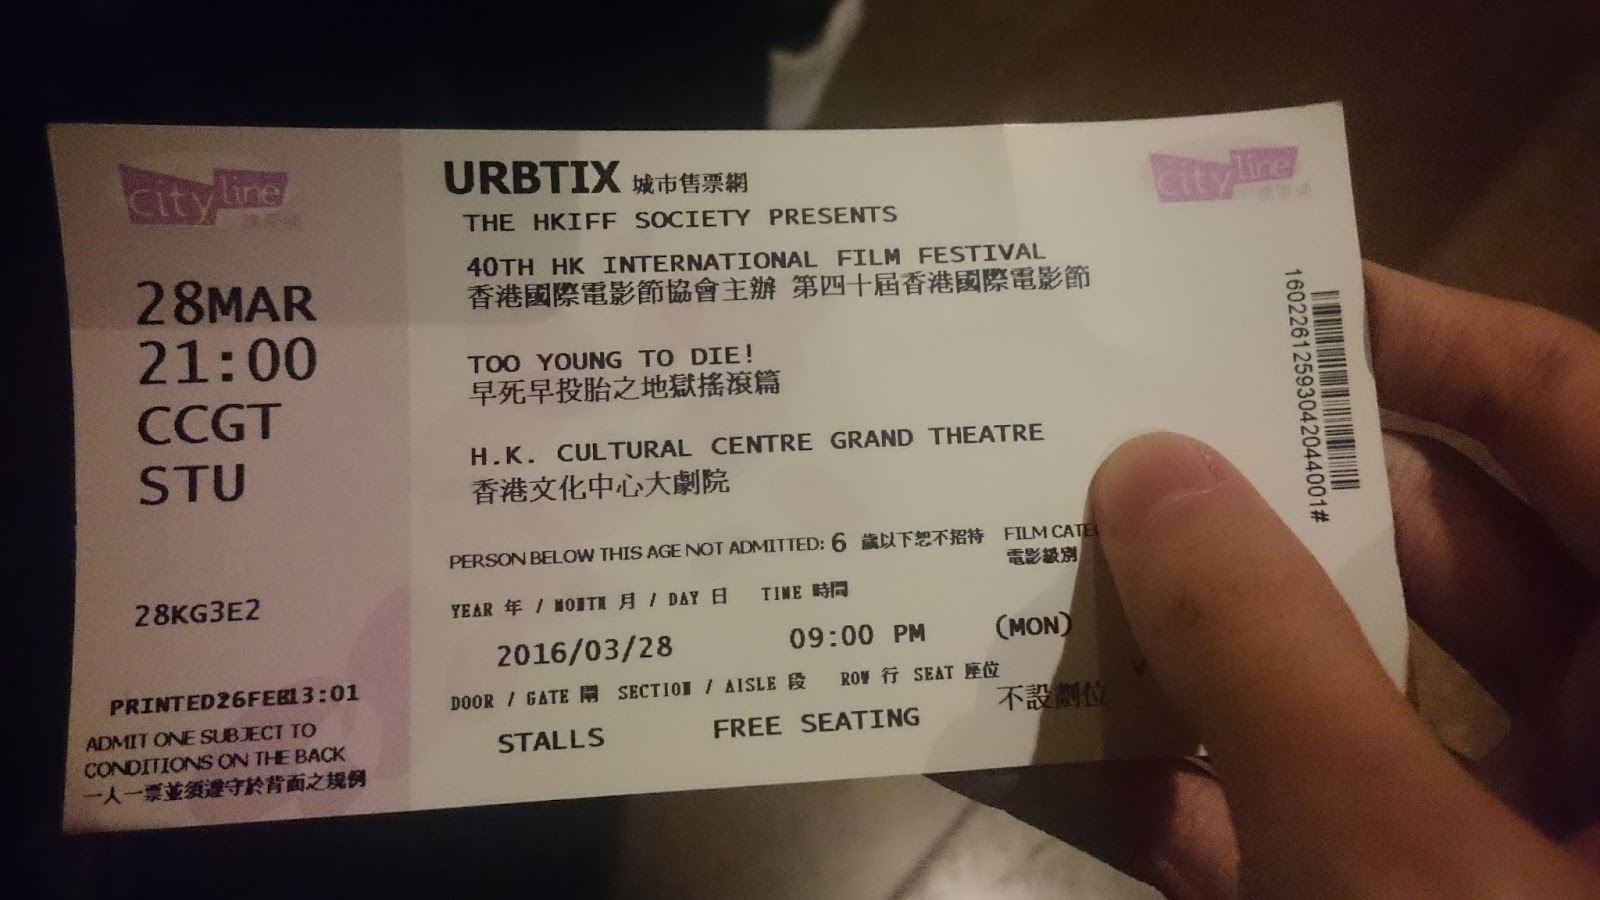 city line
28MAR
21:00
CCGT
STU
28KG3E2
ADMIT ONE SUBJECT TO
CONDITIONS ON THE BACK
一人一票並須遵守於背面之規例
URBTIX 城市售票網
THE HKIFF SOCIETY PRESENTS
40TH HK INTERNATIONAL FILM FESTIVAL
香港國際電影節協會主辦 第四十屆香港國際電影節
TOO YOUNG TO DIE!
早死早投胎之地獄搖滾篇
H.K. CULTURAL CENTRE GRAND THEATRE
香港文化中心大劇院
PERSON BELOW THIS AGE NOT ADMITTED: 6 歲以下恕不招待 FILM
電影級別
YEAR 年 / MONTH 月 / DAY 日 TIME 時間
2016/03/28 09:00 PM (MON)
DOOR / GATE 閘 SECTION / AISLE 段 ROW 行 SEAT 座位
STALLS FREE SEATING 不設劃位
city line
16022612593042044001#